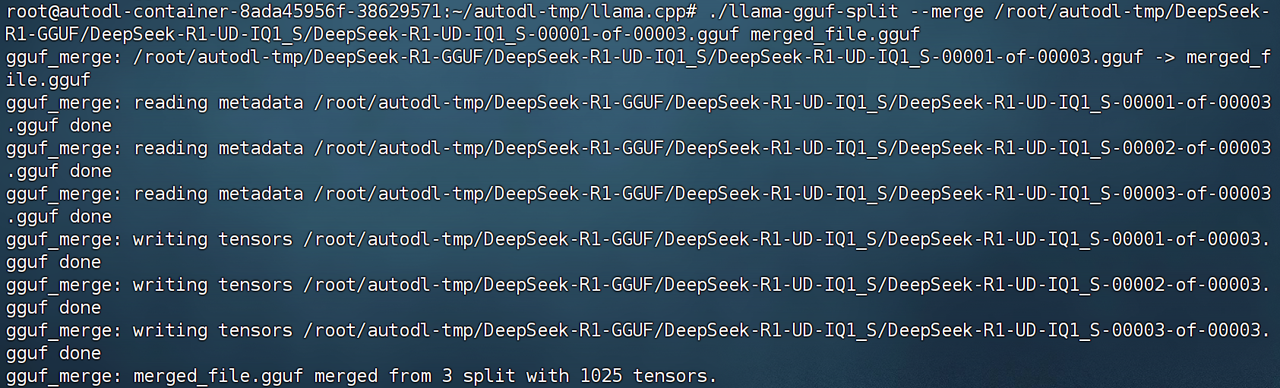 root@autodl-container-8ada45956f-38629571:~/autodl-tmp/llama.cpp# ./llama-gguf-split --merge /root/autodl-tmp/DeepSeek-
R1-GGUF/DeepSeek-R1-UD-IQ1_S/DeepSeek-R1-UD-IQ1_S-00001-of-00003.gguf merged_file.gguf
gguf_merge: /root/autodl-tmp/DeepSeek-R1-GGUF/DeepSeek-R1-UD-IQ1_S/DeepSeek-R1-UD-IQ1_S-00001-of-00003.gguf -> merged_f
ile.gguf
gguf_merge: reading metadata /root/autodl-tmp/DeepSeek-R1-GGUF/DeepSeek-R1-UD-IQ1_S/DeepSeek-R1-UD-IQ1_S-00001-of-00003
.gguf done
gguf_merge: reading metadata /root/autodl-tmp/DeepSeek-R1-GGUF/DeepSeek-R1-UD-IQ1_S/DeepSeek-R1-UD-IQ1_S-00002-of-00003
.gguf done
gguf_merge: reading metadata /root/autodl-tmp/DeepSeek-R1-GGUF/DeepSeek-R1-UD-IQ1_S/DeepSeek-R1-UD-IQ1_S-00003-of-00003
.gguf done
gguf_merge: writing tensors /root/autodl-tmp/DeepSeek-R1-GGUF/DeepSeek-R1-UD-IQ1_S/DeepSeek-R1-UD-IQ1_S-00001-of-00003.
gguf done
gguf_merge: writing tensors /root/autodl-tmp/DeepSeek-R1-GGUF/DeepSeek-R1-UD-IQ1_S/DeepSeek-R1-UD-IQ1_S-00002-of-00003.
gguf done
gguf_merge: writing tensors /root/autodl-tmp/DeepSeek-R1-GGUF/DeepSeek-R1-UD-IQ1_S/DeepSeek-R1-UD-IQ1_S-00003-of-00003.
gguf done
gguf_merge: merged_file.gguf merged from 3 split with 1025 tensors.